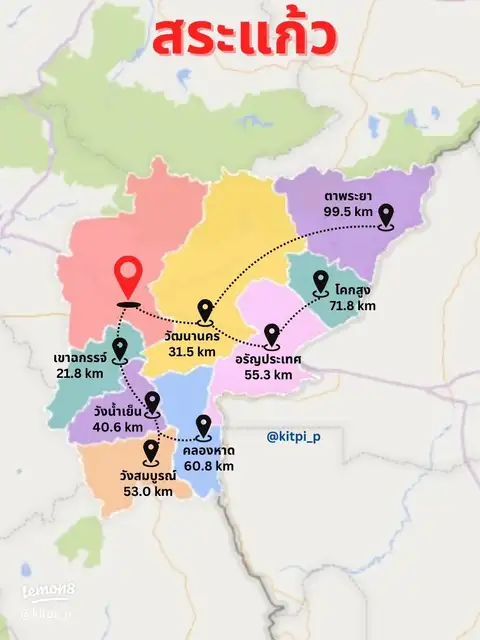 สระแก้ว
ตาพระยา
99.5 km
โคกสูง
71.8 km
วัฒนานคร
31.5 km
อรัญประเทศ
55.3 km
เขาฉกรรจ์
21.8 km
วังน้ำเย็น
40.6 km
@kitpi_p
คลองหาด
60.8 km
วังสมบูรณ์
53.0 km
lemon8
@kitpi_p